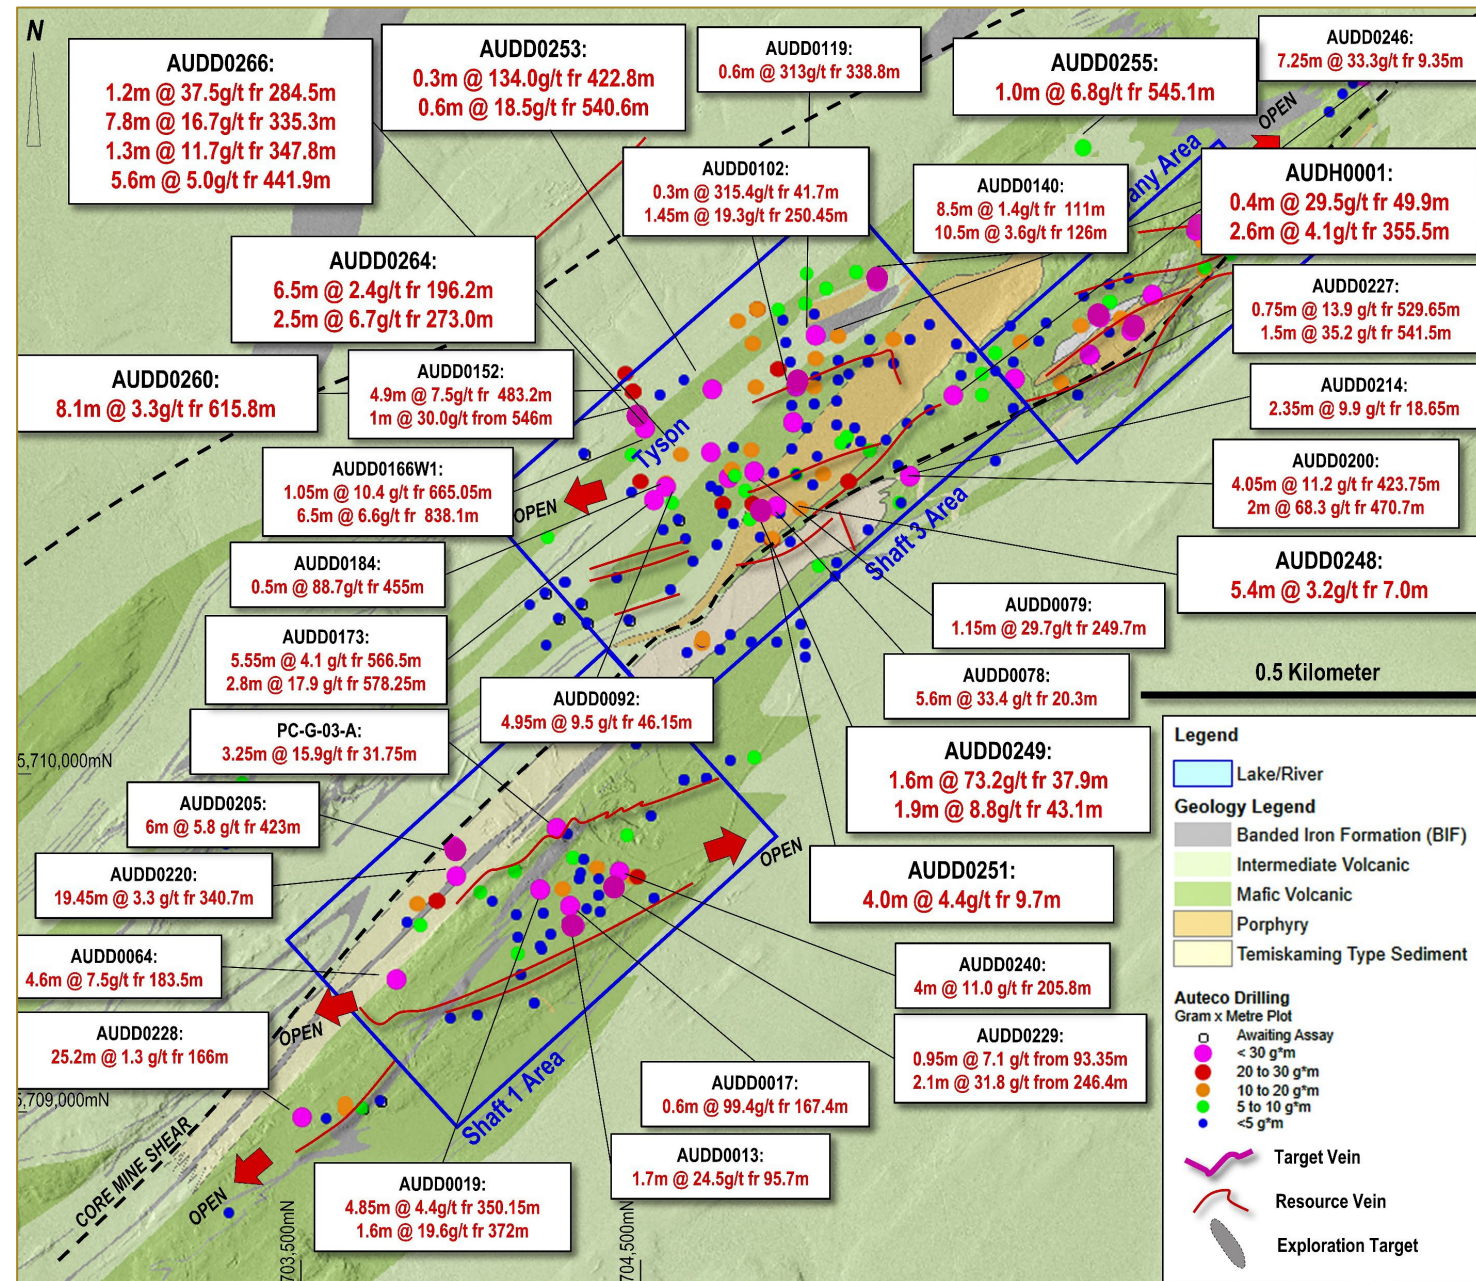 N
AUDD0266:
1.2m @ 37.5g/t fr 284.5m
7.8m @ 16.7g/t fr 335.3m
1.3m @ 11.7g/t fr 347.8m
5.6m @ 5.0g/t fr 441.9m
AUDD0253:
0.3m @ 134.0g/t fr 422.8m
0.6m @ 18.5g/t fr 540.6m
AUDD0119:
0.6m @ 313g/t fr 338.8m
AUDD0255:
1.0m @ 6.8g/t fr 545.1m
AUDD0246:
7.25m @ 33.3g/t fr 9.35m
OPEN
AUDD0102:
0.3m @ 315.4g/t fr 41.7m
1.45m @ 19.3g/t fr 250.45m
AUDD0140:
8.5m @ 1.4g/t fr 111m
10.5m @ 3.6g/t fr 126m
any Area
AUDH0001:
0.4m @ 29.5g/t fr 49.9m
2.6m @ 4.1g/t fr 355.5m
AUDD0264:
6.5m @ 2.4g/t fr 196.2m
2.5m @ 6.7g/t fr 273.0m
AUDD0227:
0.75m @ 13.9 g/t fr 529.65m
1.5m @ 35.2 g/t fr 541.5m
AUDD0260:
8.1m @ 3.3g/t fr 615.8m
AUDD0152:
4.9m @ 7.5g/t fr 483.2m
1m @ 30.0g/t from 546m
AUDD0214:
2.35m @ 9.9 g/t fr 18.65m
Tyson
AUDD0166W1:
1.05m @ 10.4 g/t fr 665.05m
6.5m @ 6.6g/t fr 838.1m
OPEN
AUDD0200:
4.05m @ 11.2 g/t fr 423.75m
2m @ 68.3 g/t fr 470.7m
Shaft 3 Area
AUDD0184:
0.5m @ 88.7g/t fr 455m
AUDD0248:
5.4m @ 3.2g/t fr 7.0m
AUDD0079:
1.15m @ 29.7g/t fr 249.7m
AUDD0173:
5.55m @ 4.1 g/t fr 566.5m
2.8m @ 17.9 g/t fr 578.25m
AUDD0078:
5.6m @ 33.4 g/t fr 20.3m
0.5 Kilometer
AUDD0092:
4.95m @ 9.5 g/t fr 46.15m
PC-G-03-A:
3.25m @ 15.9g/t fr 31.75m
5,710,000mN
AUDD0249:
1.6m @ 73.2g/t fr 37.9m
1.9m @ 8.8g/t fr 43.1m
AUDD0205:
6m @ 5.8 g/t fr 423m
OPEN
AUDD0220:
19.45m @ 3.3 g/t fr 340.7m
AUDD0251:
4.0m @ 4.4g/t fr 9.7m
AUDD0064:
4.6m @ 7.5g/t fr 183.5m
AUDD0240:
4m @ 11.0 g/t fr 205.8m
OPEN
AUDD0228:
25.2m @ 1.3 g/t fr 166m
AUDD0229:
0.95m @ 7.1 g/t from 93.35m
2.1m @ 31.8 g/t from 246.4m
Shaft 1 Area
AUDD0017:
0.6m @ 99.4g/t fr 167.4m
5,709,000mN
AUDD0013:
1.7m @ 24.5g/t fr 95.7m
CORE MINE SHEAR
OPEN
AUDD0019:
4.85m @ 4.4g/t fr 350.15m
1.6m @ 19.6g/t fr 372m
703,500mN
704,500mN
Legend
Lake/River
Geology Legend
Banded Iron Formation (BIF)
Intermediate Volcanic
Mafic Volcanic
Porphyry
Temiskaming Type Sediment
Auteco Drilling
Gram x Metre Plot
Awaiting Assay
< 30 g*m
20 to 30 g*m
10 to 20 g*m
5 to 10 g*m
<5 g*m
Target Vein
Resource Vein
Exploration Target